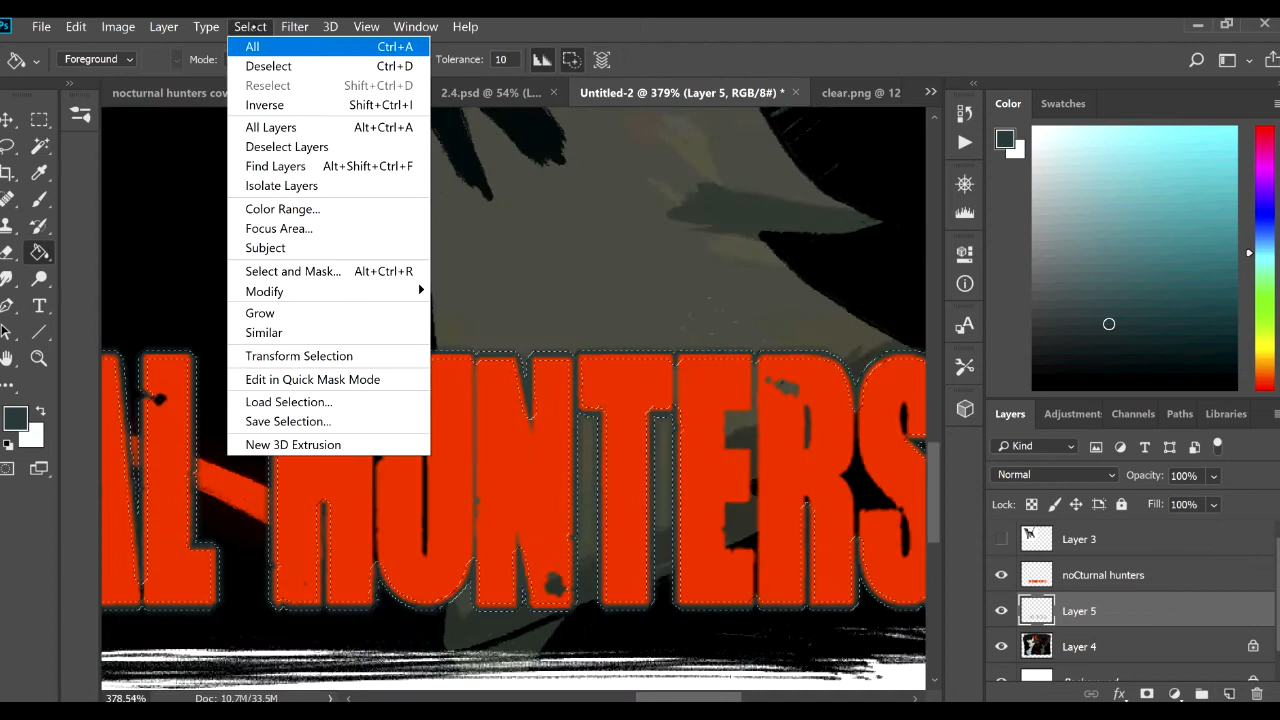 Ps File Edit Image Layer Type Select Filter 3D View Window Help
Foreground Mode: Tolerance: 10
nocturnal hunters cov 2.4.psd @ 54% (L... × Untitled-2 @ 379% (Layer 5, RGB/8#) * × clear.png @ 12
All Ctrl+A
Deselect Ctrl+D
Reselect Shift+Ctrl+D
Inverse Shift+Ctrl+I
All Layers Alt+Ctrl+A
Deselect Layers
Find Layers Alt+Shift+Ctrl+F
Isolate Layers
Color Range...
Focus Area...
Subject
Select and Mask... Alt+Ctrl+R
Modify
Grow
Similar
Transform Selection
Edit in Quick Mask Mode
Load Selection...
Save Selection...
New 3D Extrusion
AL HUNTERS
378.54% Doc: 10.7M/33.5M
Color Swatches
Layers Adjustment Channels Paths Libraries
Kind
Normal Opacity: 100%
Lock: Fill: 100%
Layer 3
noCturnal hunters
Layer 5
Layer 4